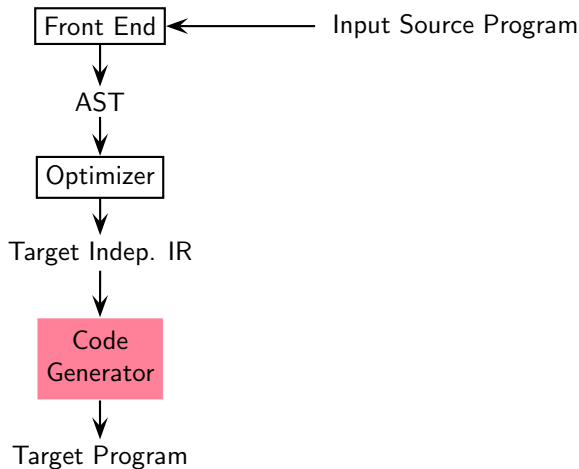 Front End
Input Source Program
AST
Optimizer
Target Indep. IR
Code
Generator
Target Program